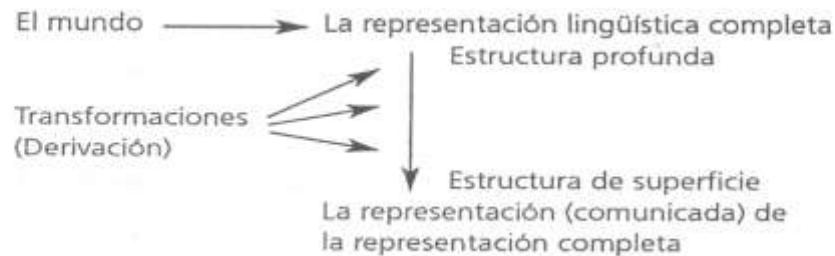 El mundo
La representación lingüística completa
Estructura profunda
Transformaciones
(Derivación)
Estructura de superficie
La representación (comunicada) de
la representación completa